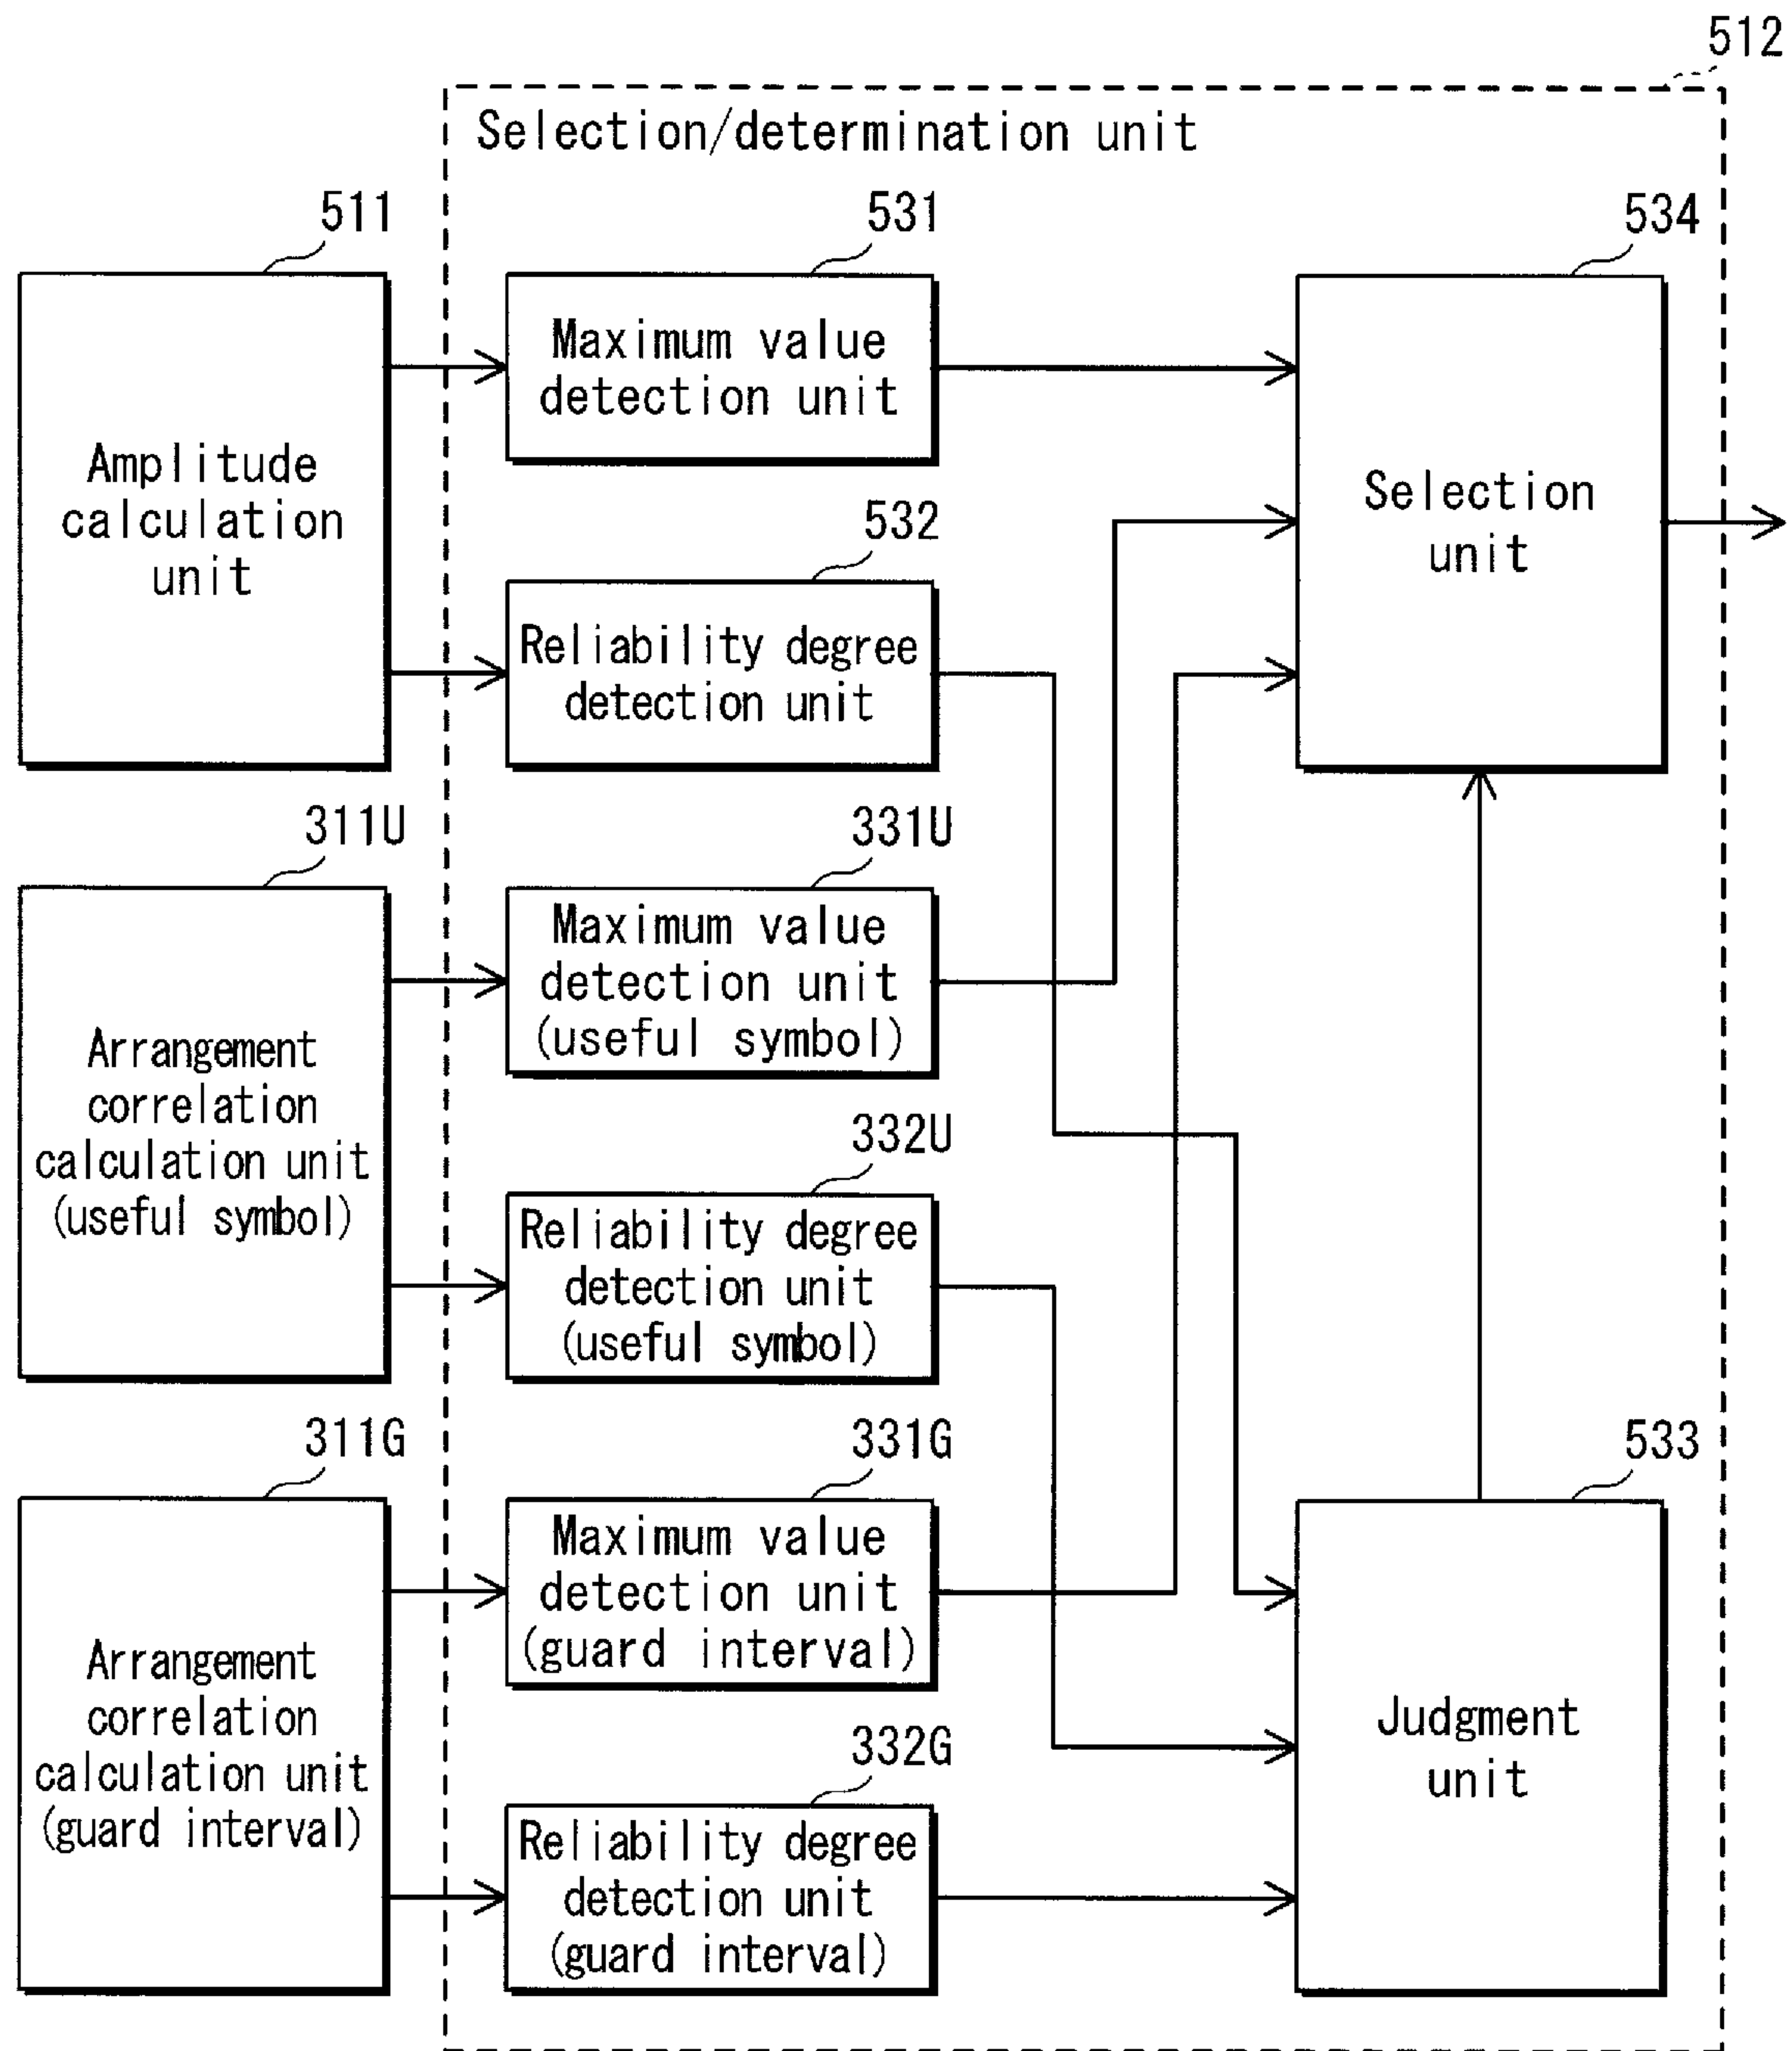 512
Selection/determination unit
511
531
534
Amplitude
calculation
unit
Maximum value
detection unit
Selection
unit
532
Reliability degree
detection unit
311U
331U
Arrangement
correlation
calculation unit
(useful symbol)
Maximum value
detection unit
(useful symbol)
332U
Reliability degree
detection unit
(useful symbol)
311G
331G
533
Arrangement
correlation
calculation unit
(guard interval)
Maximum value
detection unit
(guard interval)
Judgment
unit
332G
Reliability degree
detection unit
(guard interval)